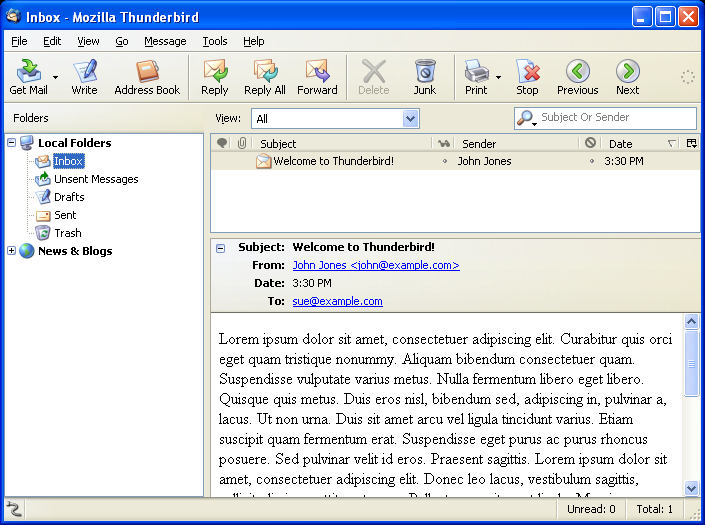 Inbox - Mozilla Thunderbird
File Edit View Go Message Tools Help
Get Mail Write Address Book Reply Reply All Forward Delete Junk Print Stop Previous Next
Folders View: All Subject Or Sender
Local Folders
Inbox
Unsent Messages
Drafts
Sent
Trash
News & Blogs
Subject Sender Date
Welcome to Thunderbird! John Jones 3:30 PM
Subject: Welcome to Thunderbird!
From: John Jones <john@example.com>
Date: 3:30 PM
To: sue@example.com
Lorem ipsum dolor sit amet, consectetuer adipiscing elit. Curabitur quis orci
eget quam tristique nonummy. Aliquam bibendum consectetuer quam.
Suspendisse vulputate varius metus. Nulla fermentum libero eget libero.
Quisque quis metus. Duis eros nisl, bibendum sed, adipiscing in, pulvinar a,
lacus. Ut non urna. Duis sit amet arcu vel ligula tincidunt varius. Etiam
suscipit quam fermentum erat. Suspendisse eget purus ac purus rhoncus
posuere. Sed pulvinar velit id eros. Praesent sagittis. Lorem ipsum dolor sit
amet, consectetuer adipiscing elit. Donec leo lacus, vestibulum sagittis,
Unread: 0 Total: 1